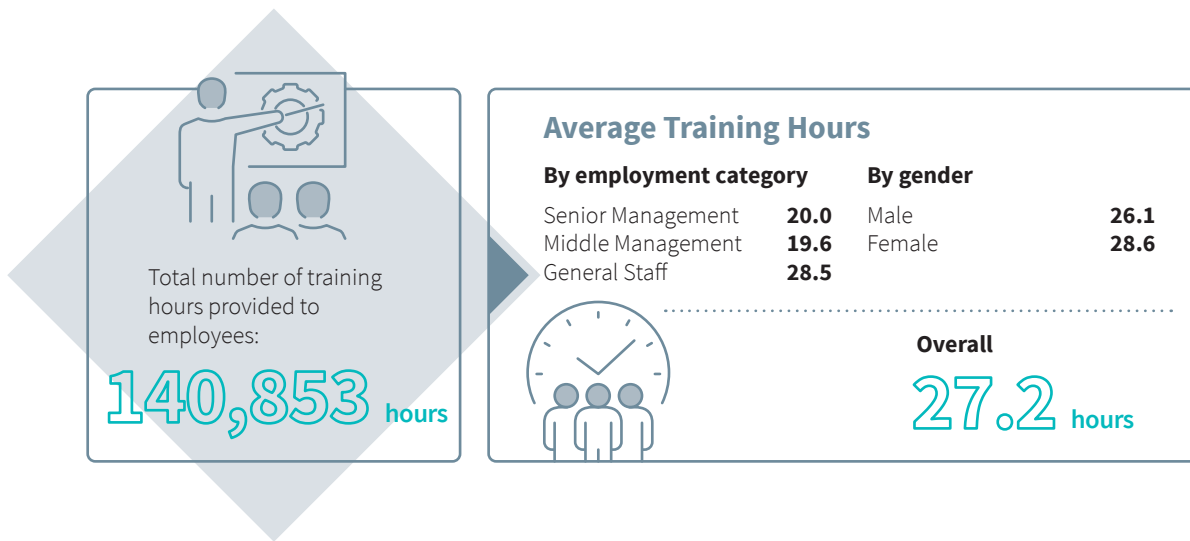 Total number of training
hours provided to
employees:
140,853 hours
Average Training Hours
By employment category
Senior Management 20.0
Middle Management 19.6
General Staff 28.5
By gender
Male 26.1
Female 28.6
Overall
27.2 hours